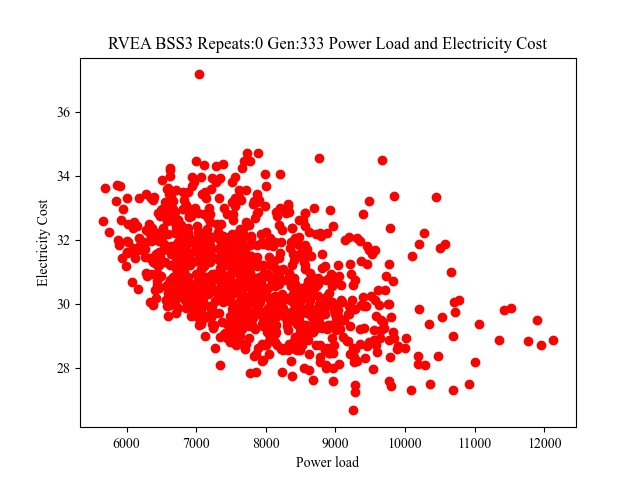 RVEA BSS3 Repeats:0 Gen:333 Power Load and Electricity Cost
Electricity Cost
36
34
32
30
28
6000 7000 8000 9000 10000 11000 12000
Power load